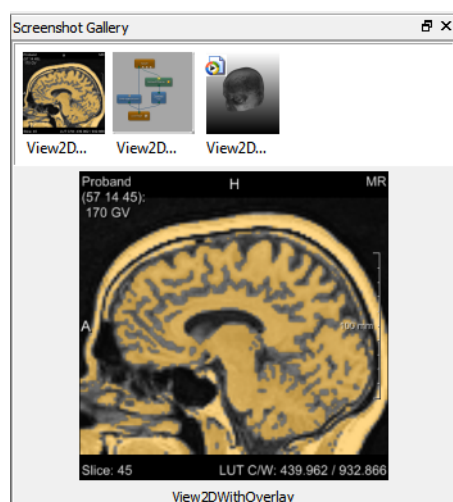 Screenshot Gallery
View2D...
View2D...
View2D...
Proband
H
MR
(57 14 45):
170 GV
A
100 mm
Slice: 45
LUT C/W: 439.962 / 932.866
View2DWithOverlay